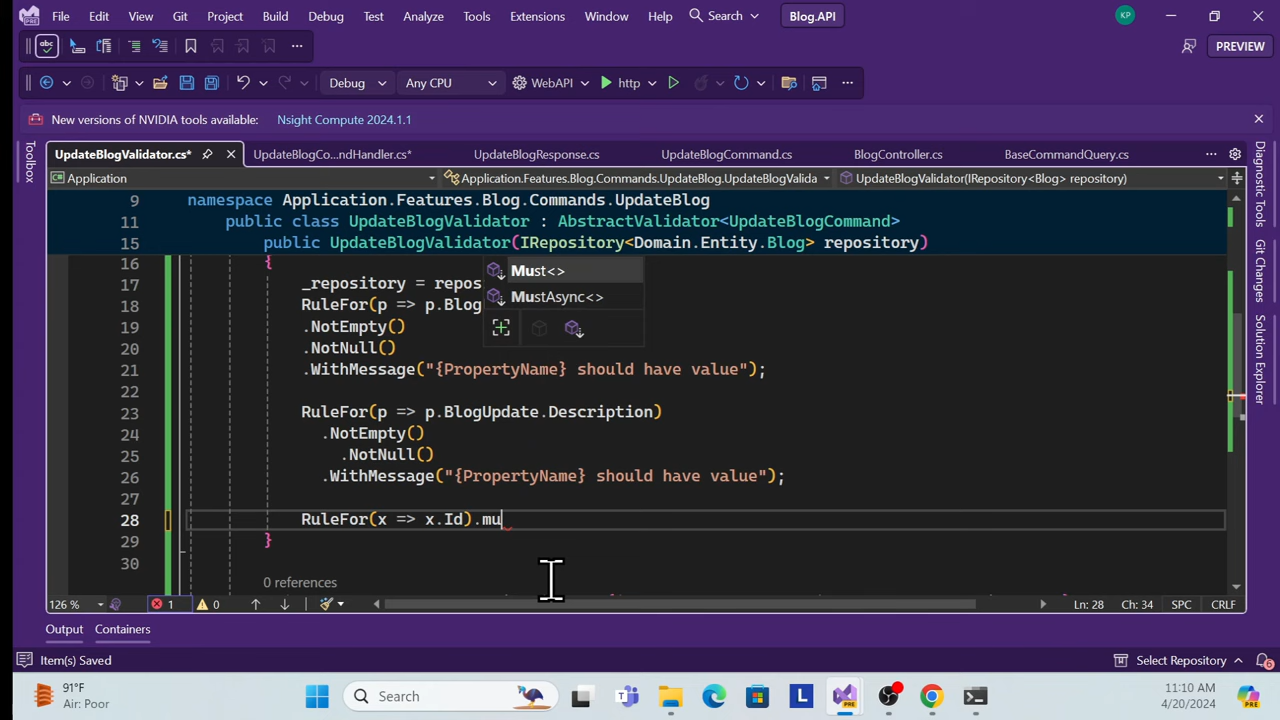 File Edit View Git Project Build Debug Test Analyze Tools Extensions Window Help Search Blog.API KP
abc PREVIEW
Debug Any CPU WebAPI http
New versions of NVIDIA tools available: Nsight Compute 2024.1.1
Toolbox
UpdateBlogValidator.cs* UpdateBlogCo...ndHandler.cs* UpdateBlogResponse.cs UpdateBlogCommand.cs BlogController.cs BaseCommandQuery.cs
Application Application.Features.Blog.Commands.UpdateBlog.UpdateBlogValida UpdateBlogValidator(IRepository<Blog> repository)
9 namespace Application.Features.Blog.Commands.UpdateBlog
11 public class UpdateBlogValidator : AbstractValidator<UpdateBlogCommand>
15 public UpdateBlogValidator(IRepository<Domain.Entity.Blog> repository)
16 {
17 _repository = repos
18 RuleFor(p => p.Blog
19 .NotEmpty()
20 .NotNull()
21 .WithMessage("{PropertyName} should have value");
22
23 RuleFor(p => p.BlogUpdate.Description)
24 .NotEmpty()
25 .NotNull()
26 .WithMessage("{PropertyName} should have value");
27
28 RuleFor(x => x.Id).mu
29 }
30
0 references
Must<>
MustAsync<>
Diagnostic Tools
Git Changes
Solution Explorer
126 % 1 0 Ln: 28 Ch: 34 SPC CRLF
Output Containers
Item(s) Saved Select Repository 6
91°F
Air: Poor
Search
L
PRE
11:10 AM
4/20/2024
PRE